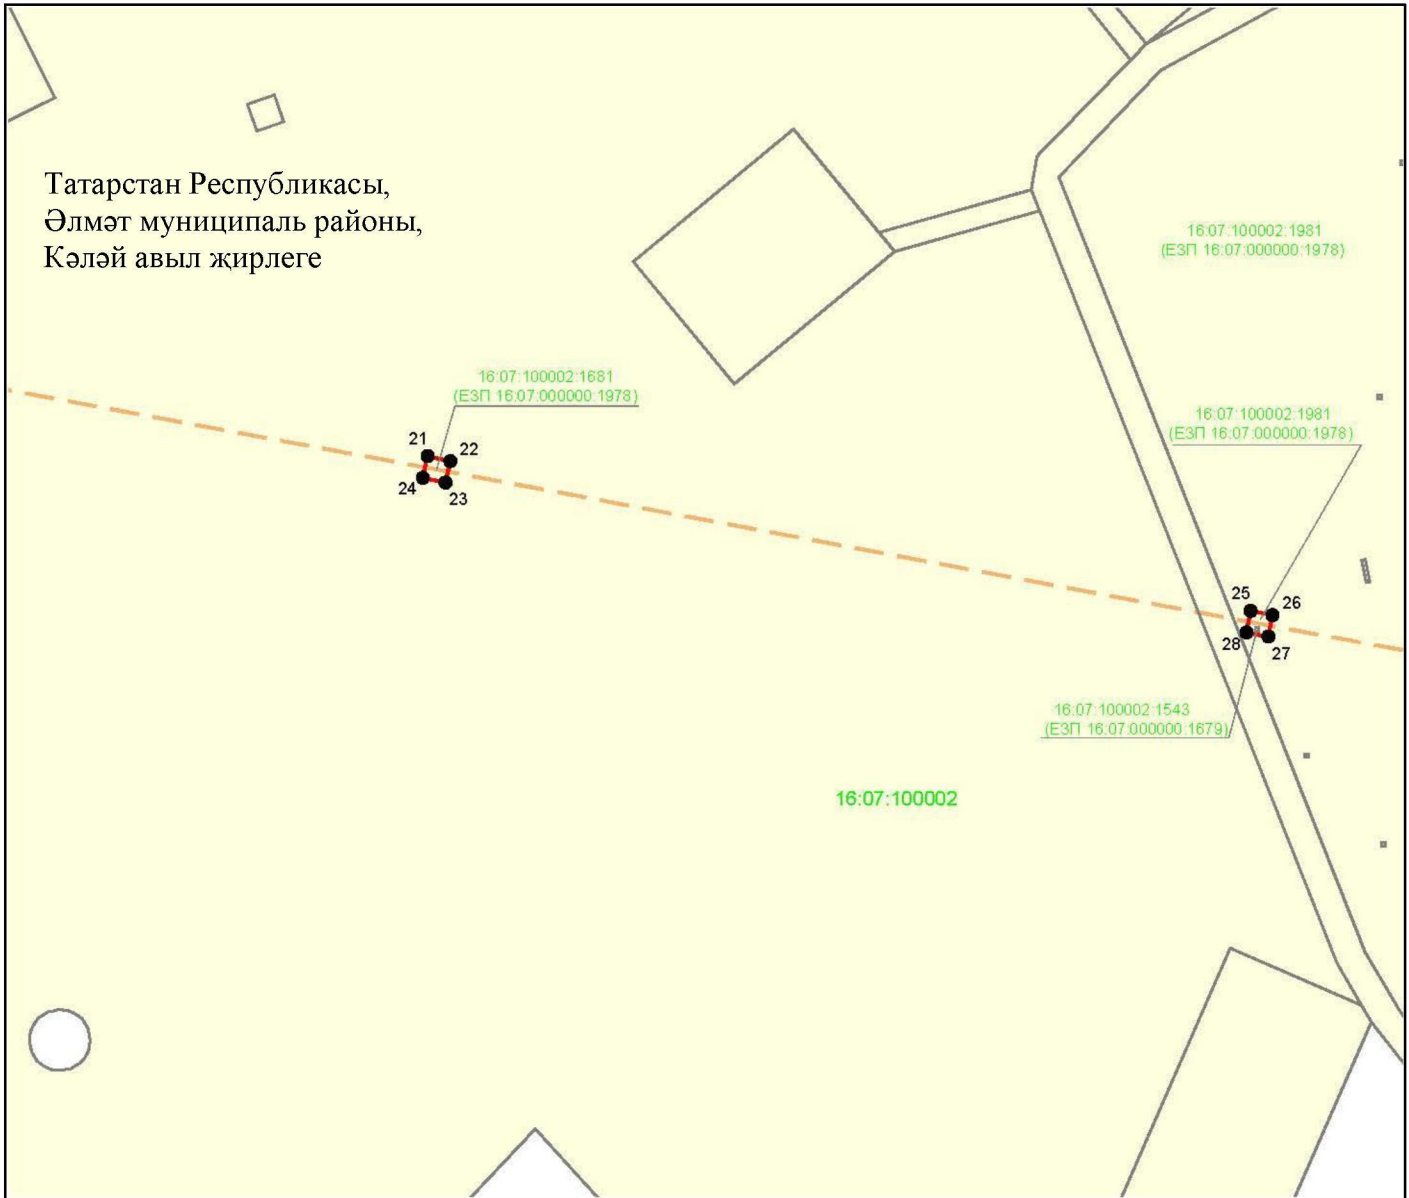 Татарстан Республикасы,
Әлмәт муниципаль районы,
Кәләй авыл җирлеге
16:07:100002:1981
(ЕЗП 16:07:000000:1978)
16:07:100002:1681
(ЕЗП 16:07:000000:1978)
16:07:100002:1981
(ЕЗП 16:07:000000:1978)
21
22
24
23
25
26
28
27
16:07:100002:1543
(ЕЗП 16:07:000000:1679)
16:07:100002